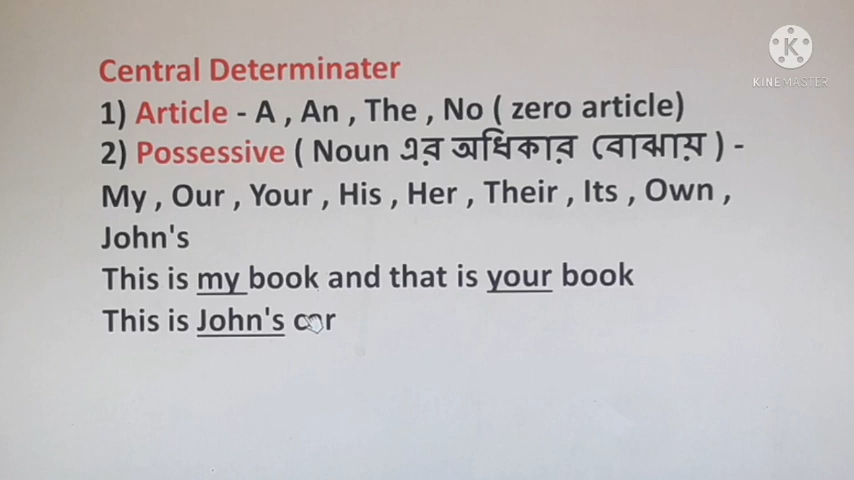 Central Determinater
1) Article - A , An , The , No ( zero article)
2) Possessive ( Noun এর অধিকার বোঝায় ) -
My , Our , Your , His , Her , Their , Its , Own ,
John's
This is my book and that is your book
This is John's car
K
KINEMASTER